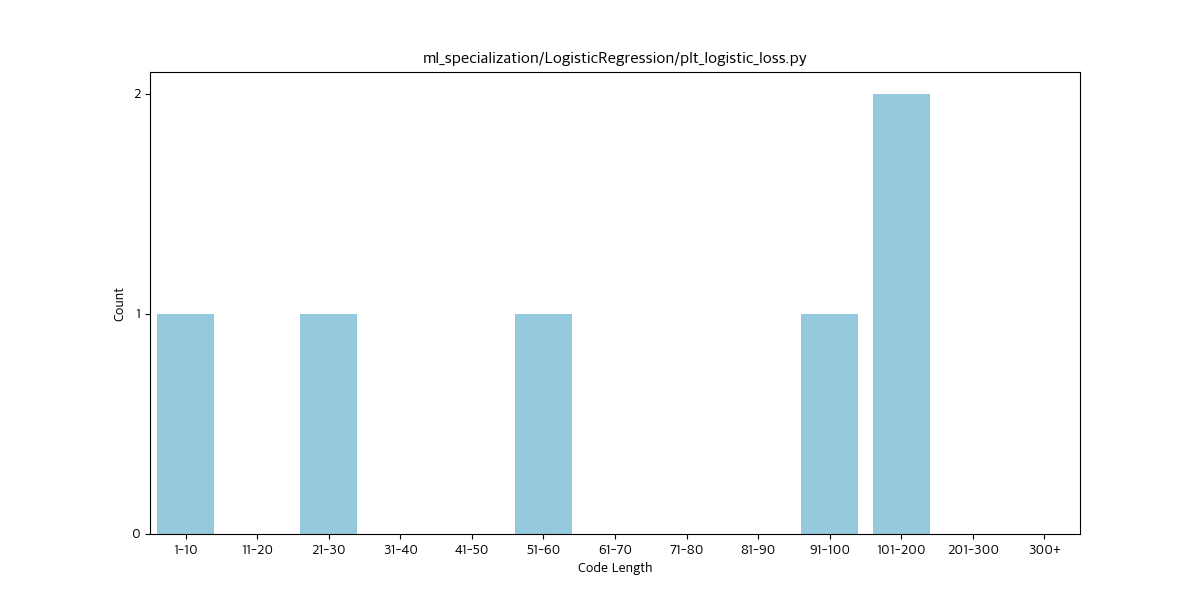 ml_specialization/LogisticRegression/plt_logistic_loss.py
2
1
0
Count
1-10 11-20 21-30 31-40 41-50 51-60 61-70 71-80 81-90 91-100 101-200 201-300 300+
Code Length